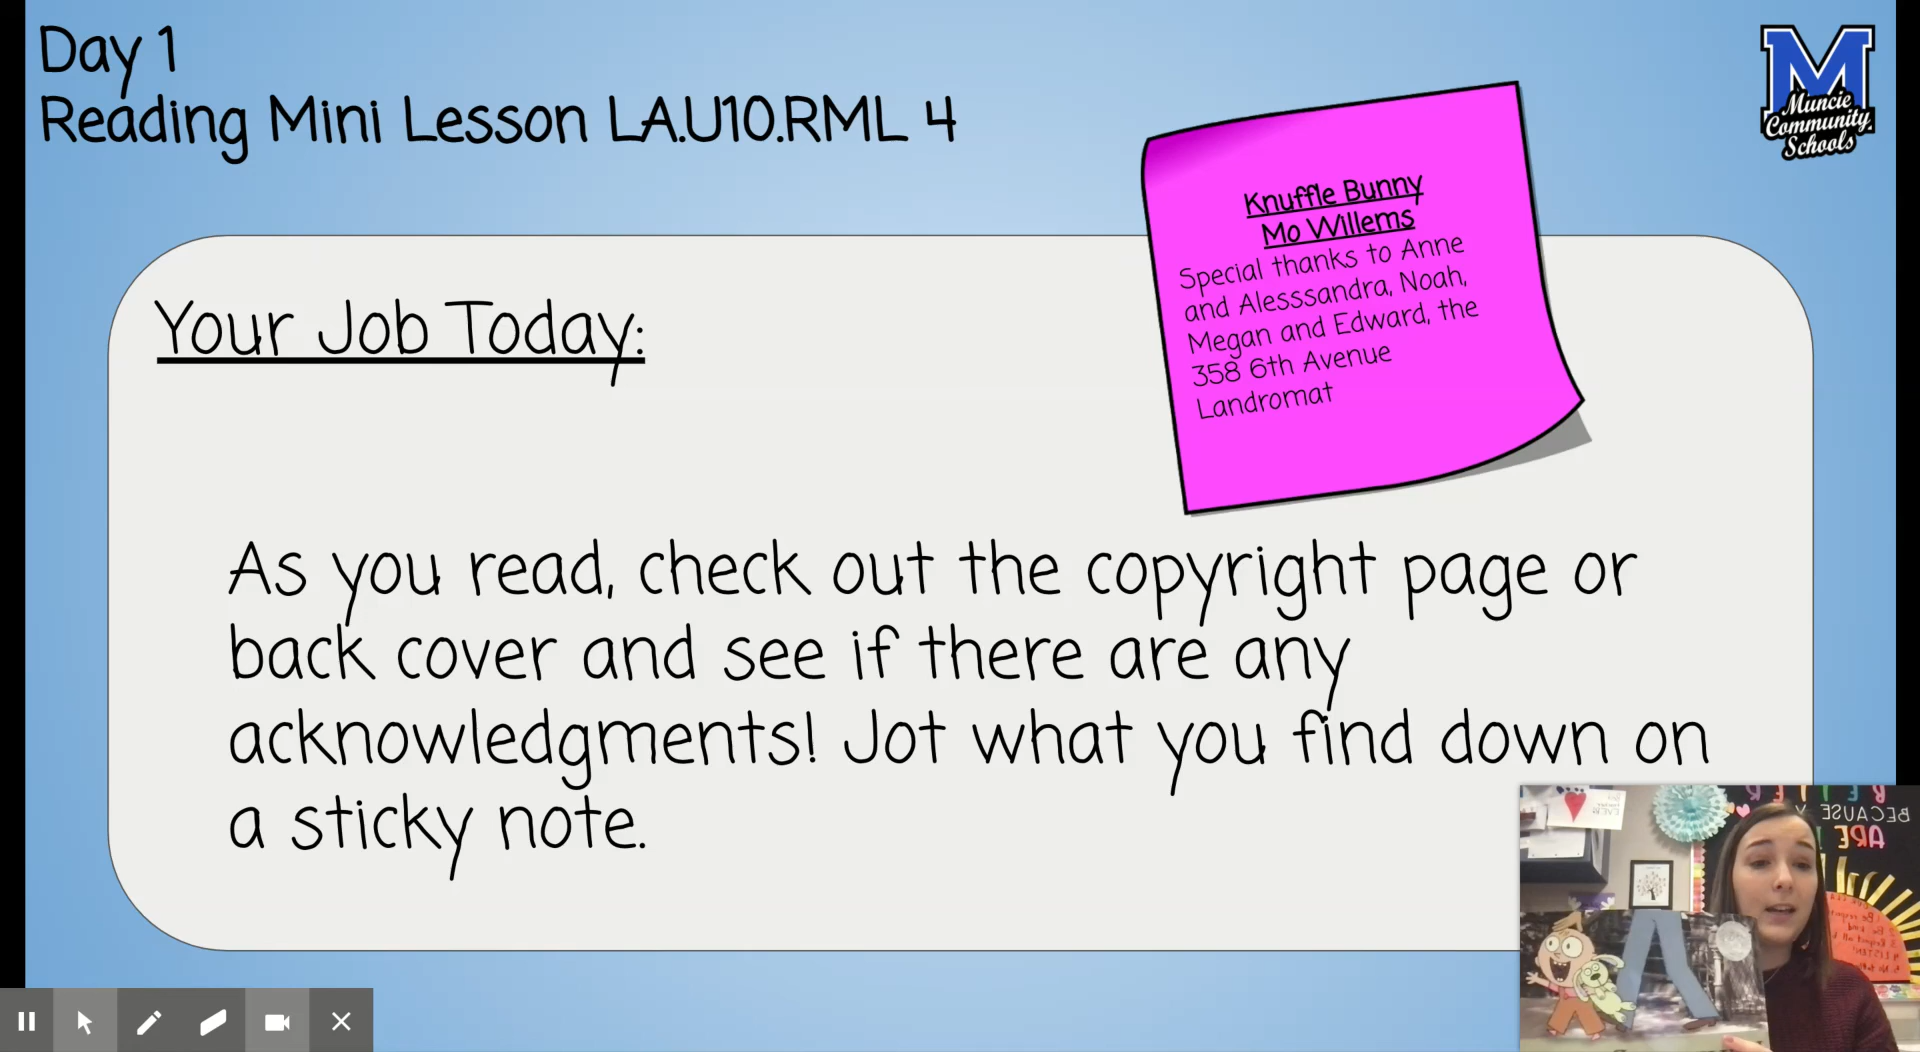 Day 1
Reading Mini Lesson LA.U10.RML 4
M
Muncie
Community
Schools
Knuffle Bunny
Mo Willems
Special thanks to Anne
and Alesssandra, Noah,
Megan and Edward, the
358 6th Avenue
Landromat
Your Job Today:
As you read, check out the copyright page or
back cover and see if there are any
acknowledgments! Jot what you find down on
a sticky note.
BECAUSE
ARE